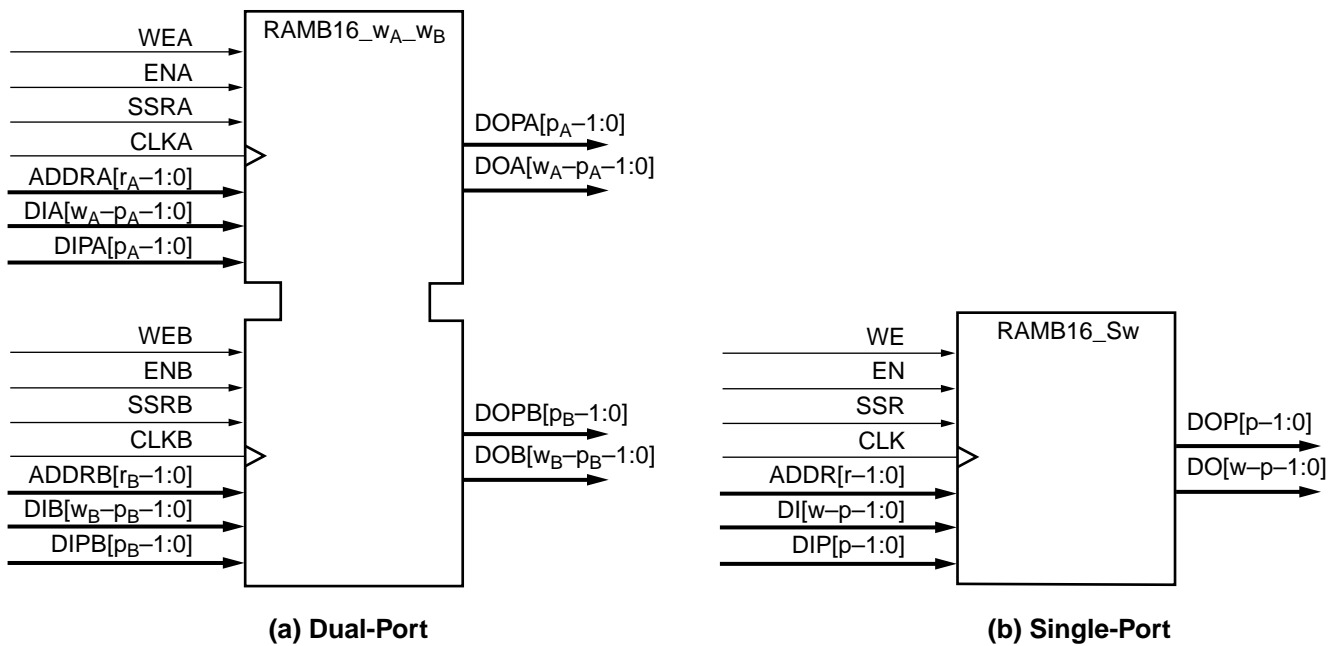 RAMB16_wA_wB
WEA
ENA
SSRA
CLKA
ADDRA[rA–1:0]
DIA[wA–pA–1:0]
DIPA[pA–1:0]
DOPA[pA–1:0]
DOA[wA–pA–1:0]
WEB
ENB
SSRB
CLKB
ADDRB[rB–1:0]
DIB[wB–pB–1:0]
DIPB[pB–1:0]
DOPB[pB–1:0]
DOB[wB–pB–1:0]
(a) Dual-Port
RAMB16_Sw
WE
EN
SSR
CLK
ADDR[r–1:0]
DI[w–p–1:0]
DIP[p–1:0]
DOP[p–1:0]
DO[w–p–1:0]
(b) Single-Port